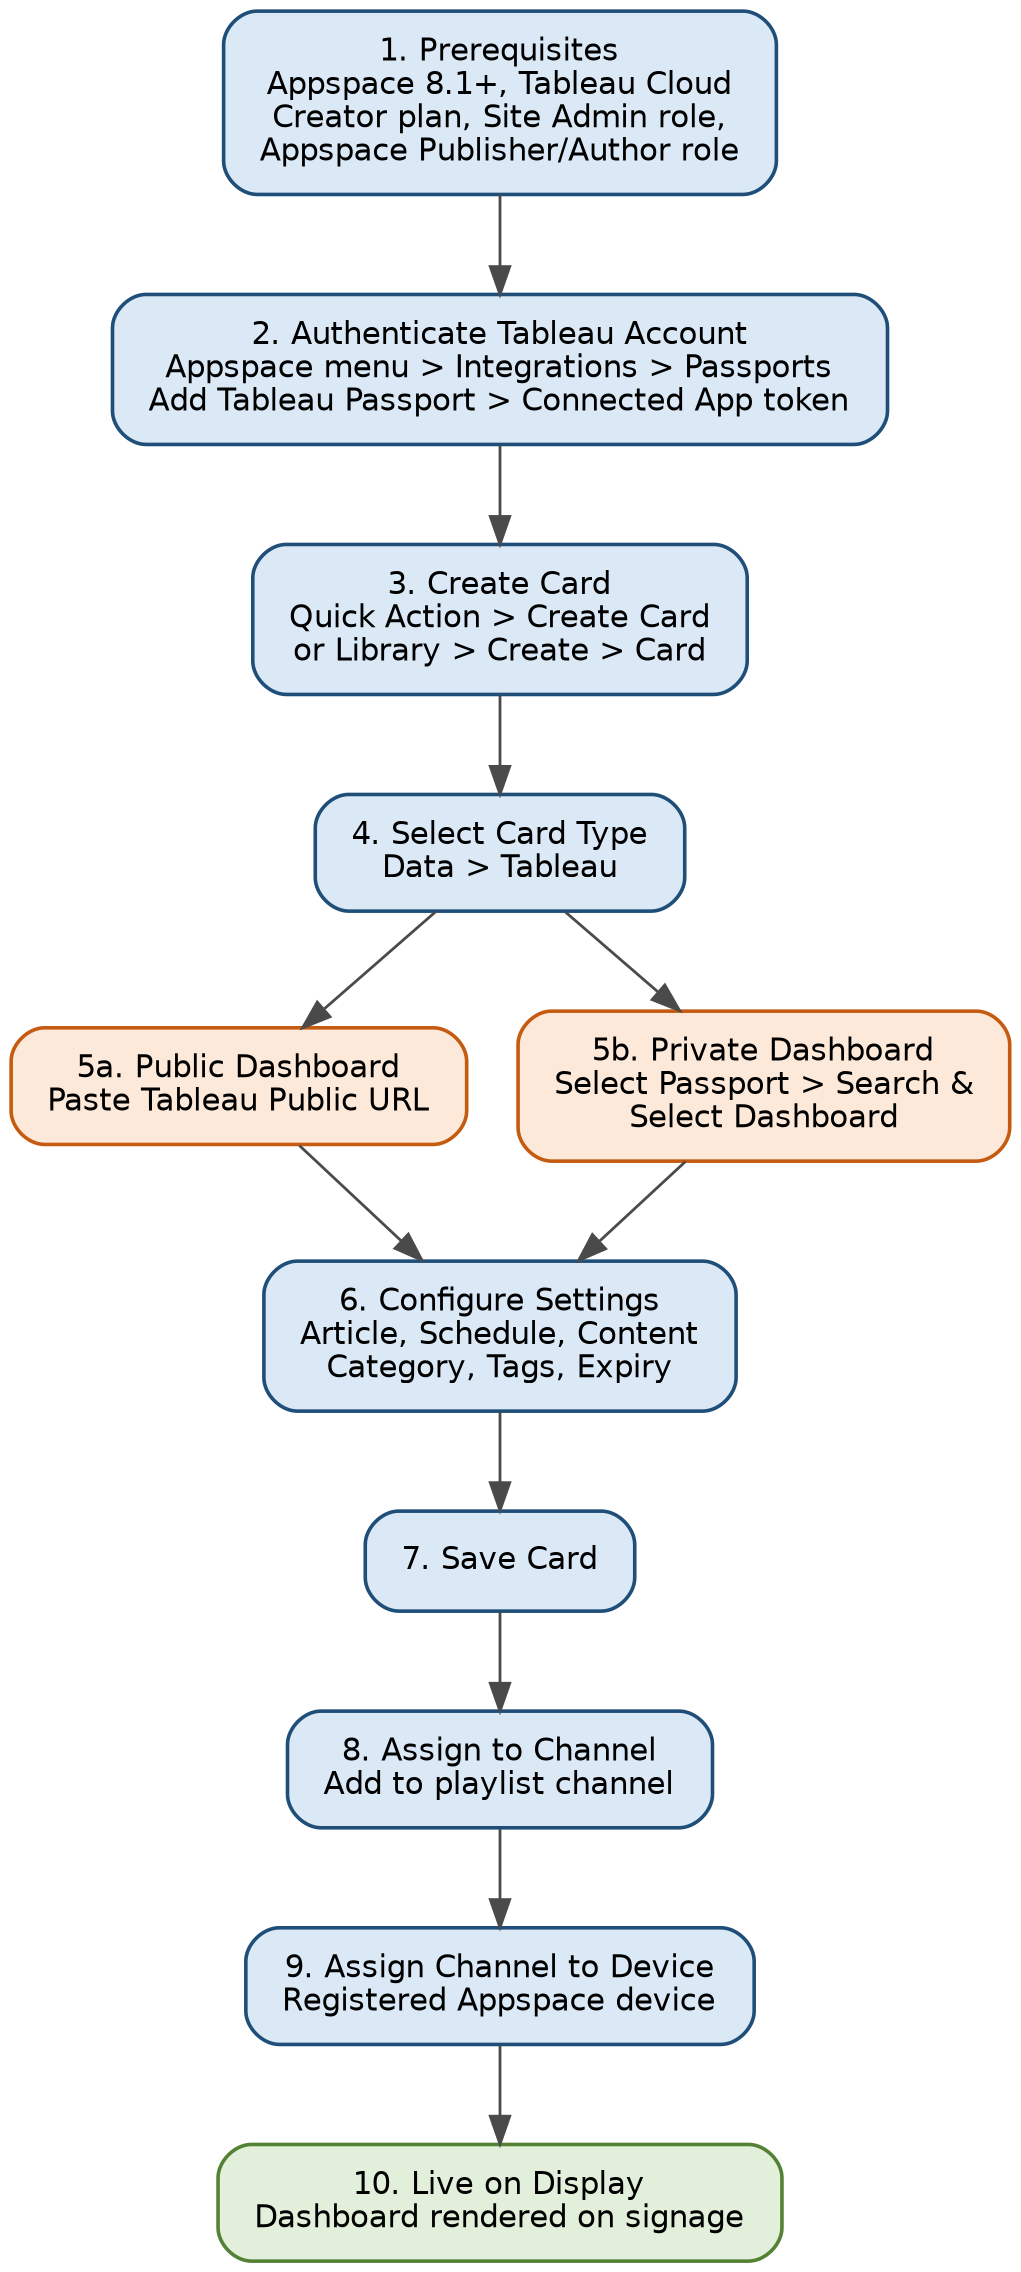 1. Prerequisites
Appspace 8.1+, Tableau Cloud
Creator plan, Site Admin role,
Appspace Publisher/Author role
2. Authenticate Tableau Account
Appspace menu > Integrations > Passports
Add Tableau Passport > Connected App token
3. Create Card
Quick Action > Create Card
or Library > Create > Card
4. Select Card Type
Data > Tableau
5a. Public Dashboard
Paste Tableau Public URL
5b. Private Dashboard
Select Passport > Search &
Select Dashboard
6. Configure Settings
Article, Schedule, Content
Category, Tags, Expiry
7. Save Card
8. Assign to Channel
Add to playlist channel
9. Assign Channel to Device
Registered Appspace device
10. Live on Display
Dashboard rendered on signage